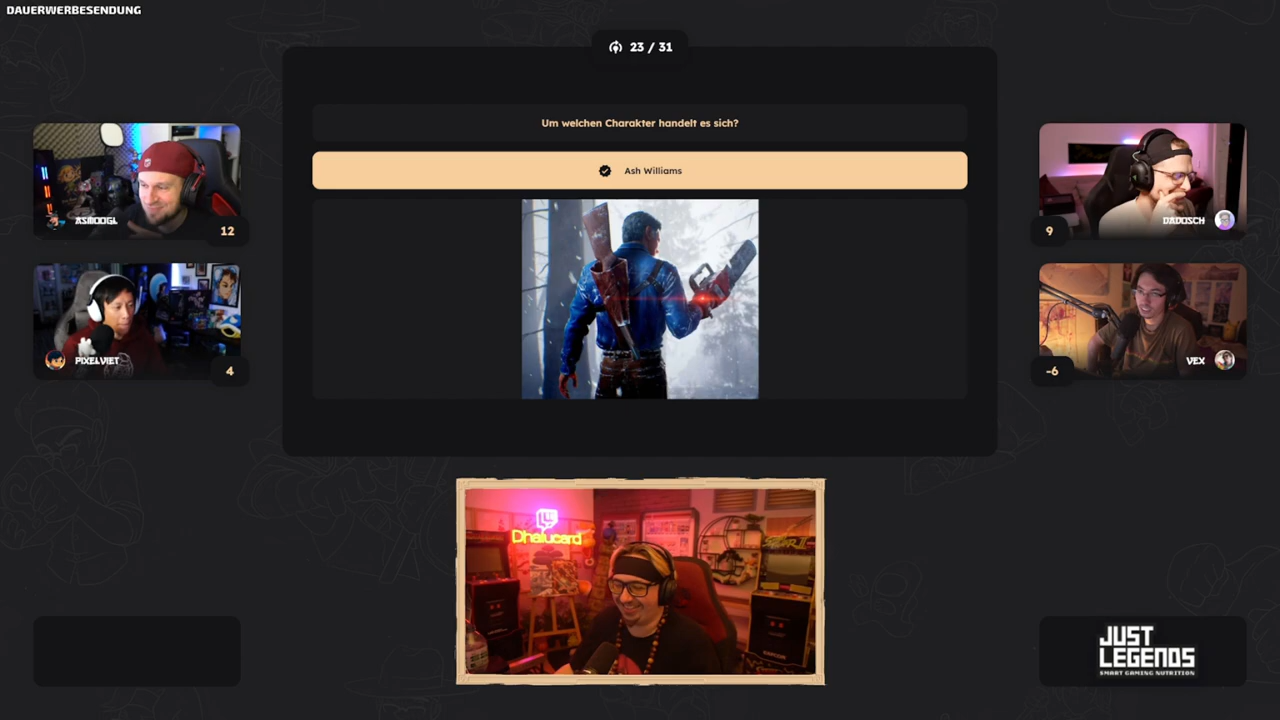 DAUERWERBESENDUNG
23 / 31
Um welchen Charakter handelt es sich?
Ash Williams
ASMOOGL
12
DADOSCH
9
PIXELVIET
4
VEX
-6
Dhalucard
CAPCOM
JUST
LEGENDS
SMART GAMING NUTRITION